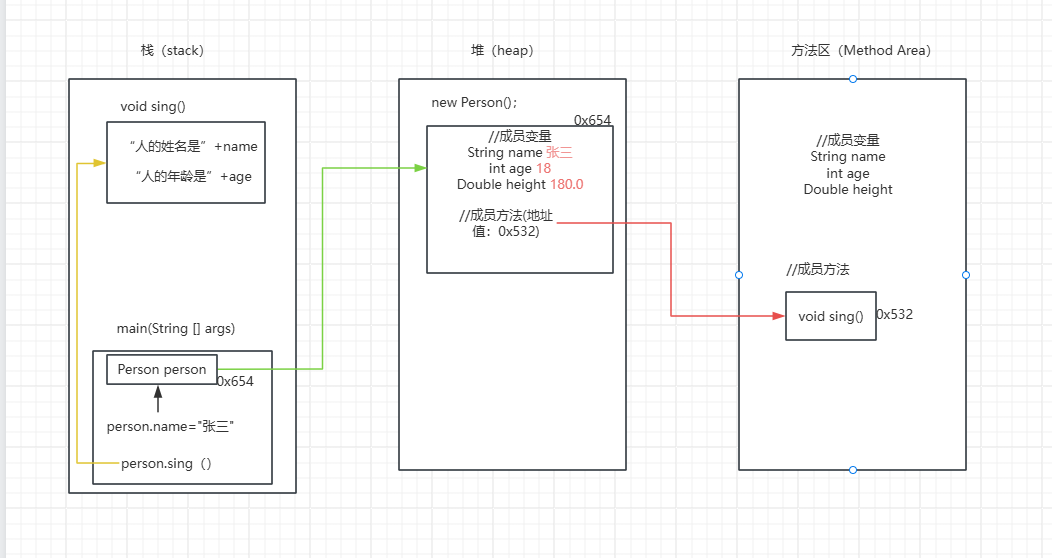 栈（stack）
void sing()
“人的姓名是”+name
“人的年龄是”+age
main(String [] args)
Person person
0x654
person.name="张三"
person.sing（）
堆（heap）
new Person();
0x654
//成员变量
String name 张三
int age 18
Double height 180.0
//成员方法(地址
值：0x532)
方法区（Method Area）
//成员变量
String name
int age
Double height
//成员方法
void sing()
0x532